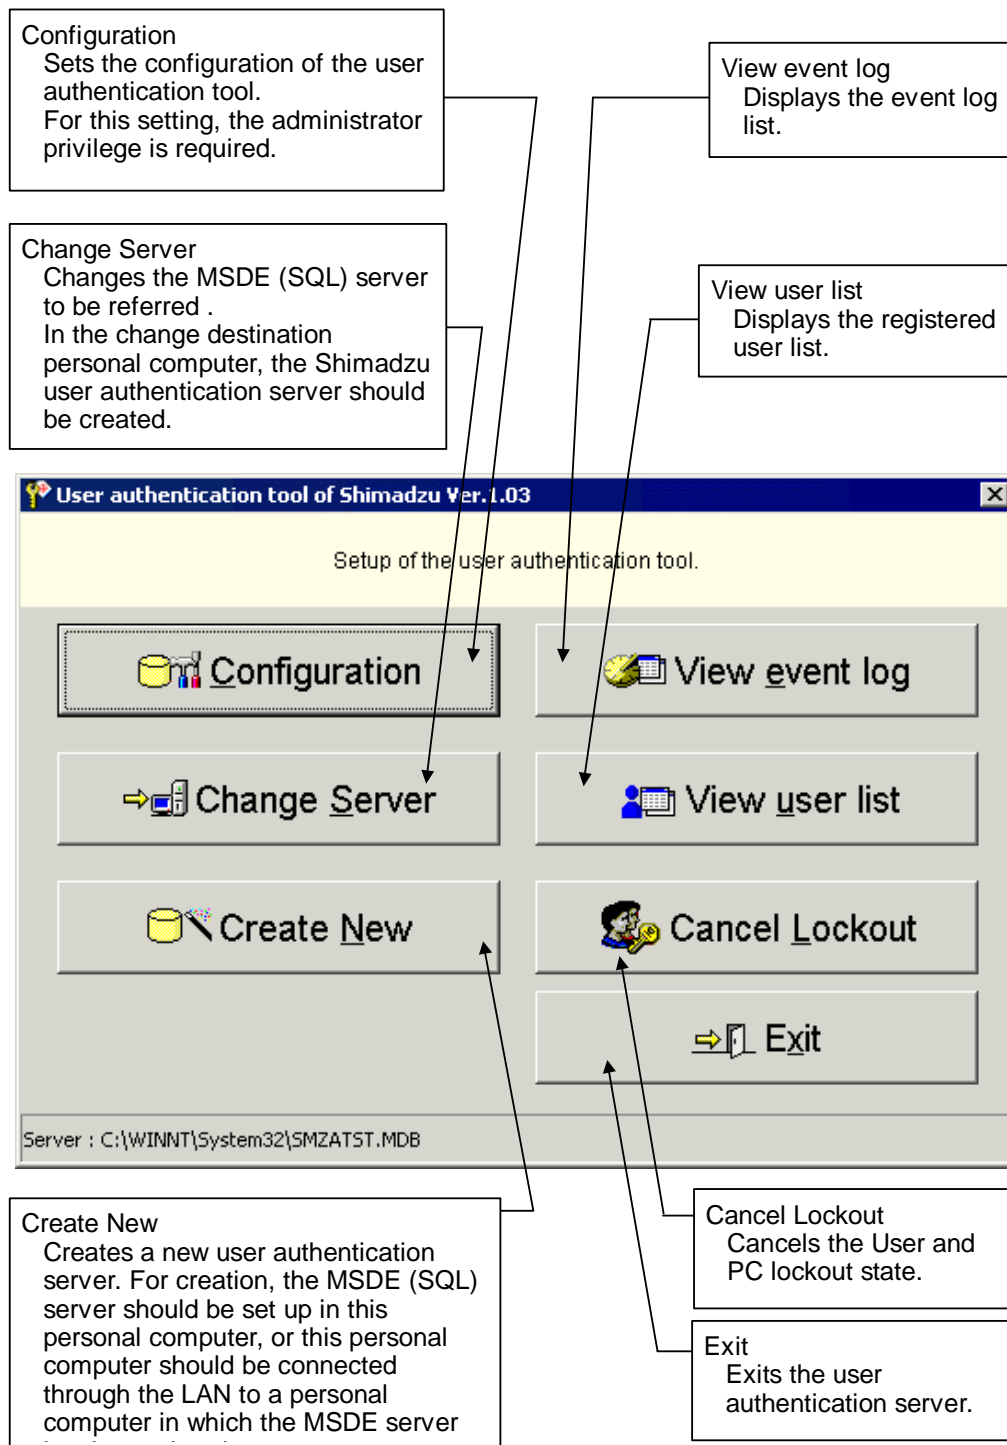 Configuration
Sets the configuration of the user
authentication tool.
For this setting, the administrator
privilege is required.
View event log
Displays the event log
list.
Change Server
Changes the MSDE (SQL) server
to be referred .
In the change destination
personal computer, the Shimadzu
user authentication server should
be created.
View user list
Displays the registered
user list.
User authentication tool of Shimadzu Ver.1.03
Setup of the user authentication tool.
Configuration
View event log
Change Server
View user list
Create New
Cancel Lockout
Exit
Server : C:\WINNT\System32\SMZATST.MDB
Create New
Creates a new user authentication
server. For creation, the MSDE (SQL)
server should be set up in this
personal computer, or this personal
computer should be connected
through the LAN to a personal
computer in which the MSDE server
Cancel Lockout
Cancels the User and
PC lockout state.
Exit
Exits the user
authentication server.